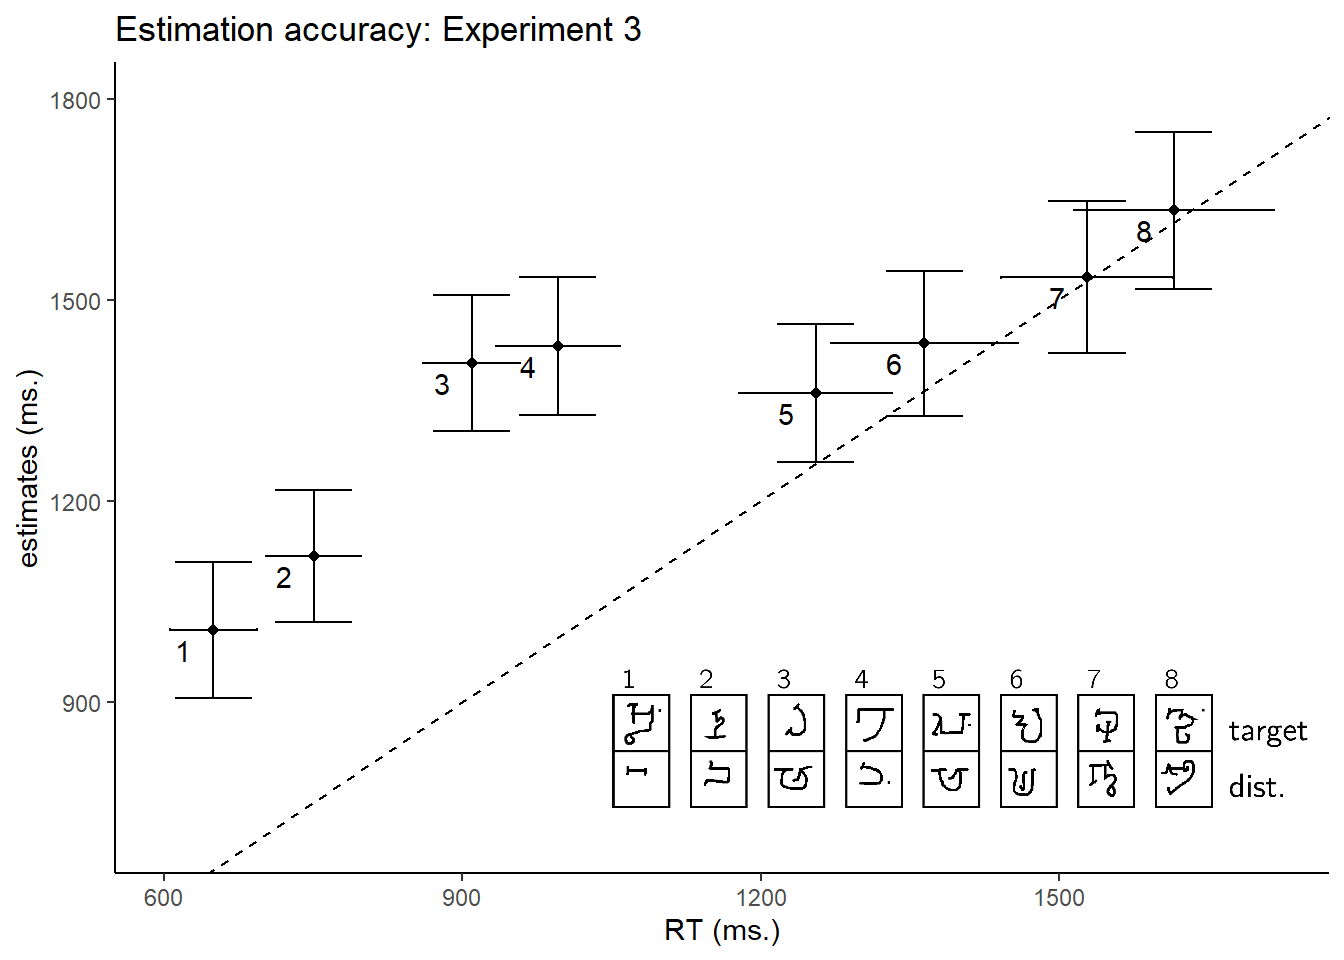 Estimation accuracy: Experiment 3
1800
1500
1200
900
estimates (ms.)
1
2
3
4
5
6
7
8
1 2 3 4 5 6 7 8
target
dist.
600 900 1200 1500
RT (ms.)